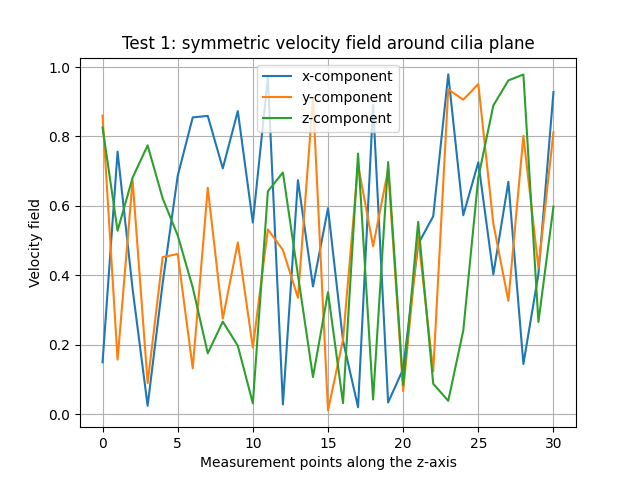 Test 1: symmetric velocity field around cilia plane
x-component
y-component
z-component
Velocity field
1.0
0.8
0.6
0.4
0.2
0.0
0 5 10 15 20 25 30
Measurement points along the z-axis